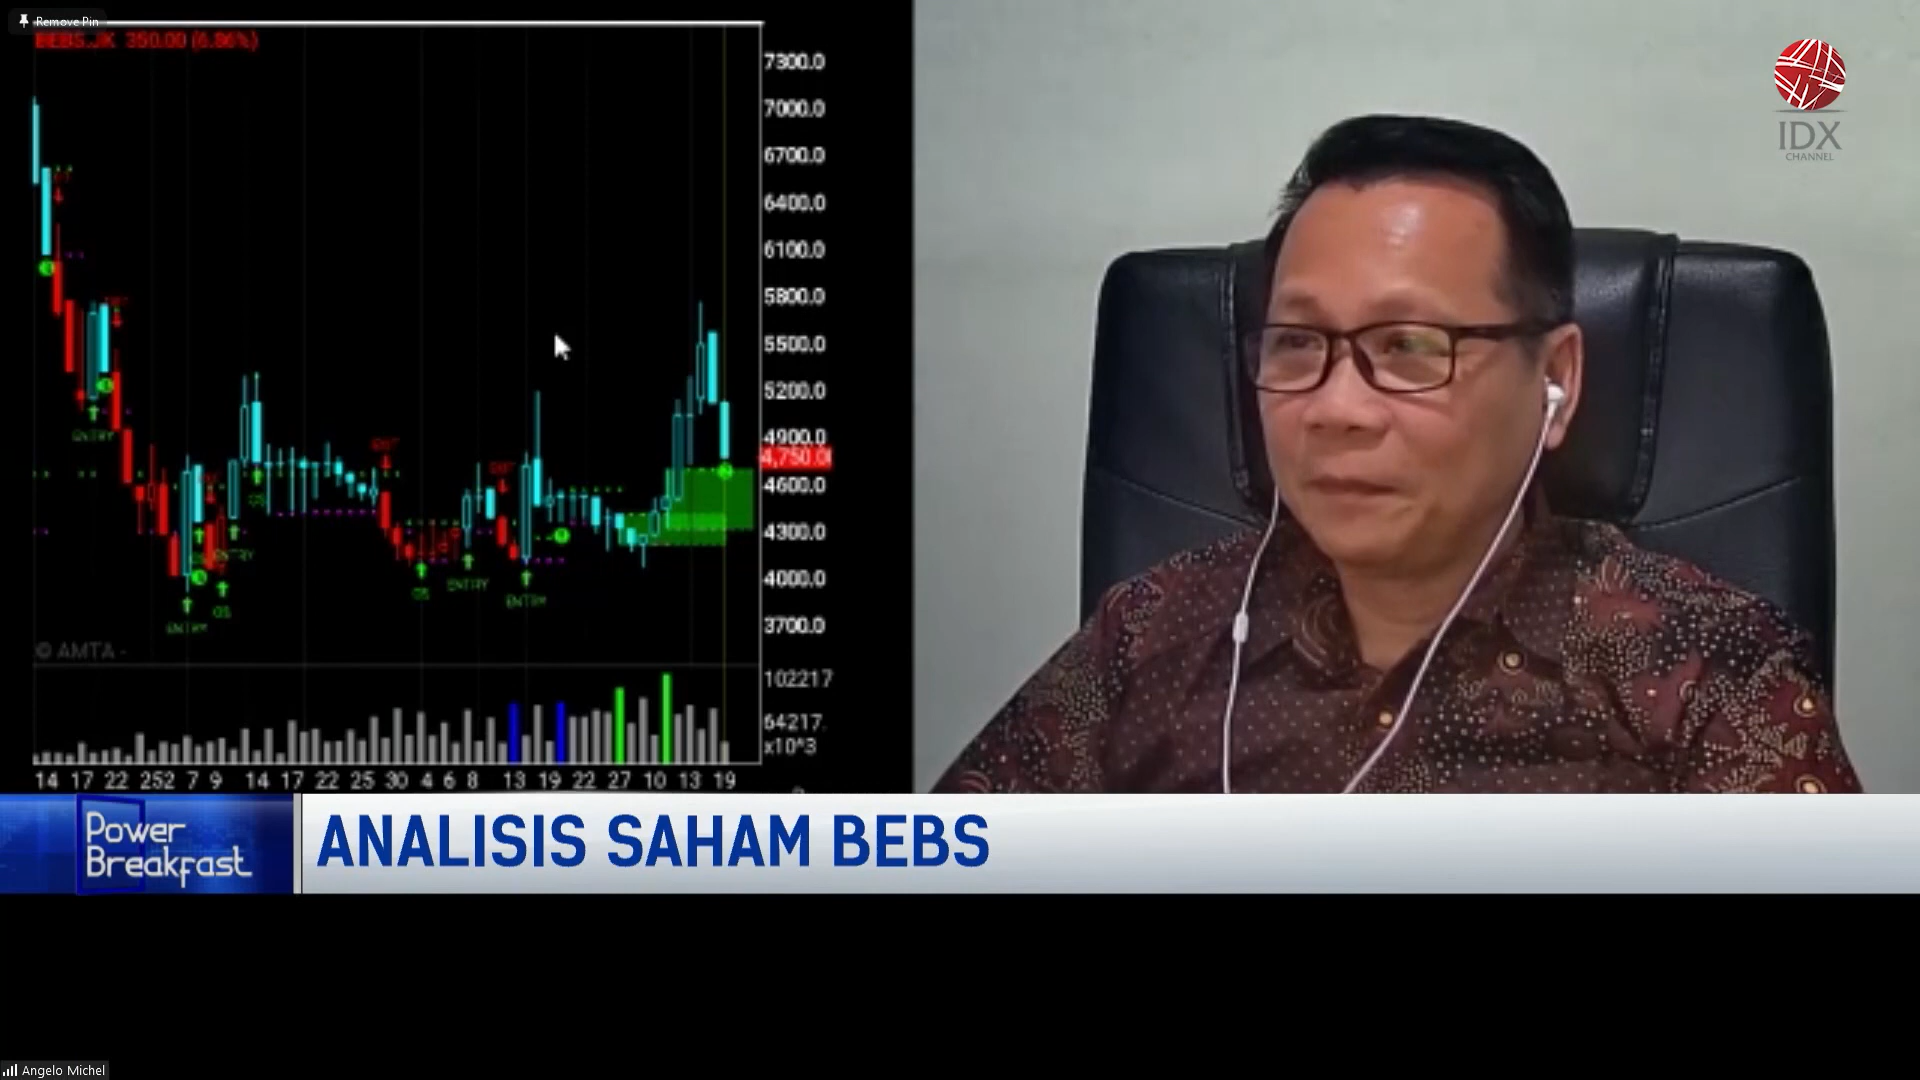 Remove Pin
BEBS.JK 350.00 (6.86%)
7300.0
7000.0
6700.0
6400.0
6100.0
5800.0
5500.0
5200.0
4900.0
4,750.0
4600.0
4300.0
4000.0
3700.0
ENTRY
OS
ENTRY
ENTRY
OS
OS
ENTRY
ENTRY
© AMTA -
102217
64217.
x10^3
14 17 22 252 7 9 14 17 22 25 30 4 6 8 13 19 22 27 10 13 19
IDX
CHANNEL
Power
Breakfast
ANALISIS SAHAM BEBS
Angelo Michel